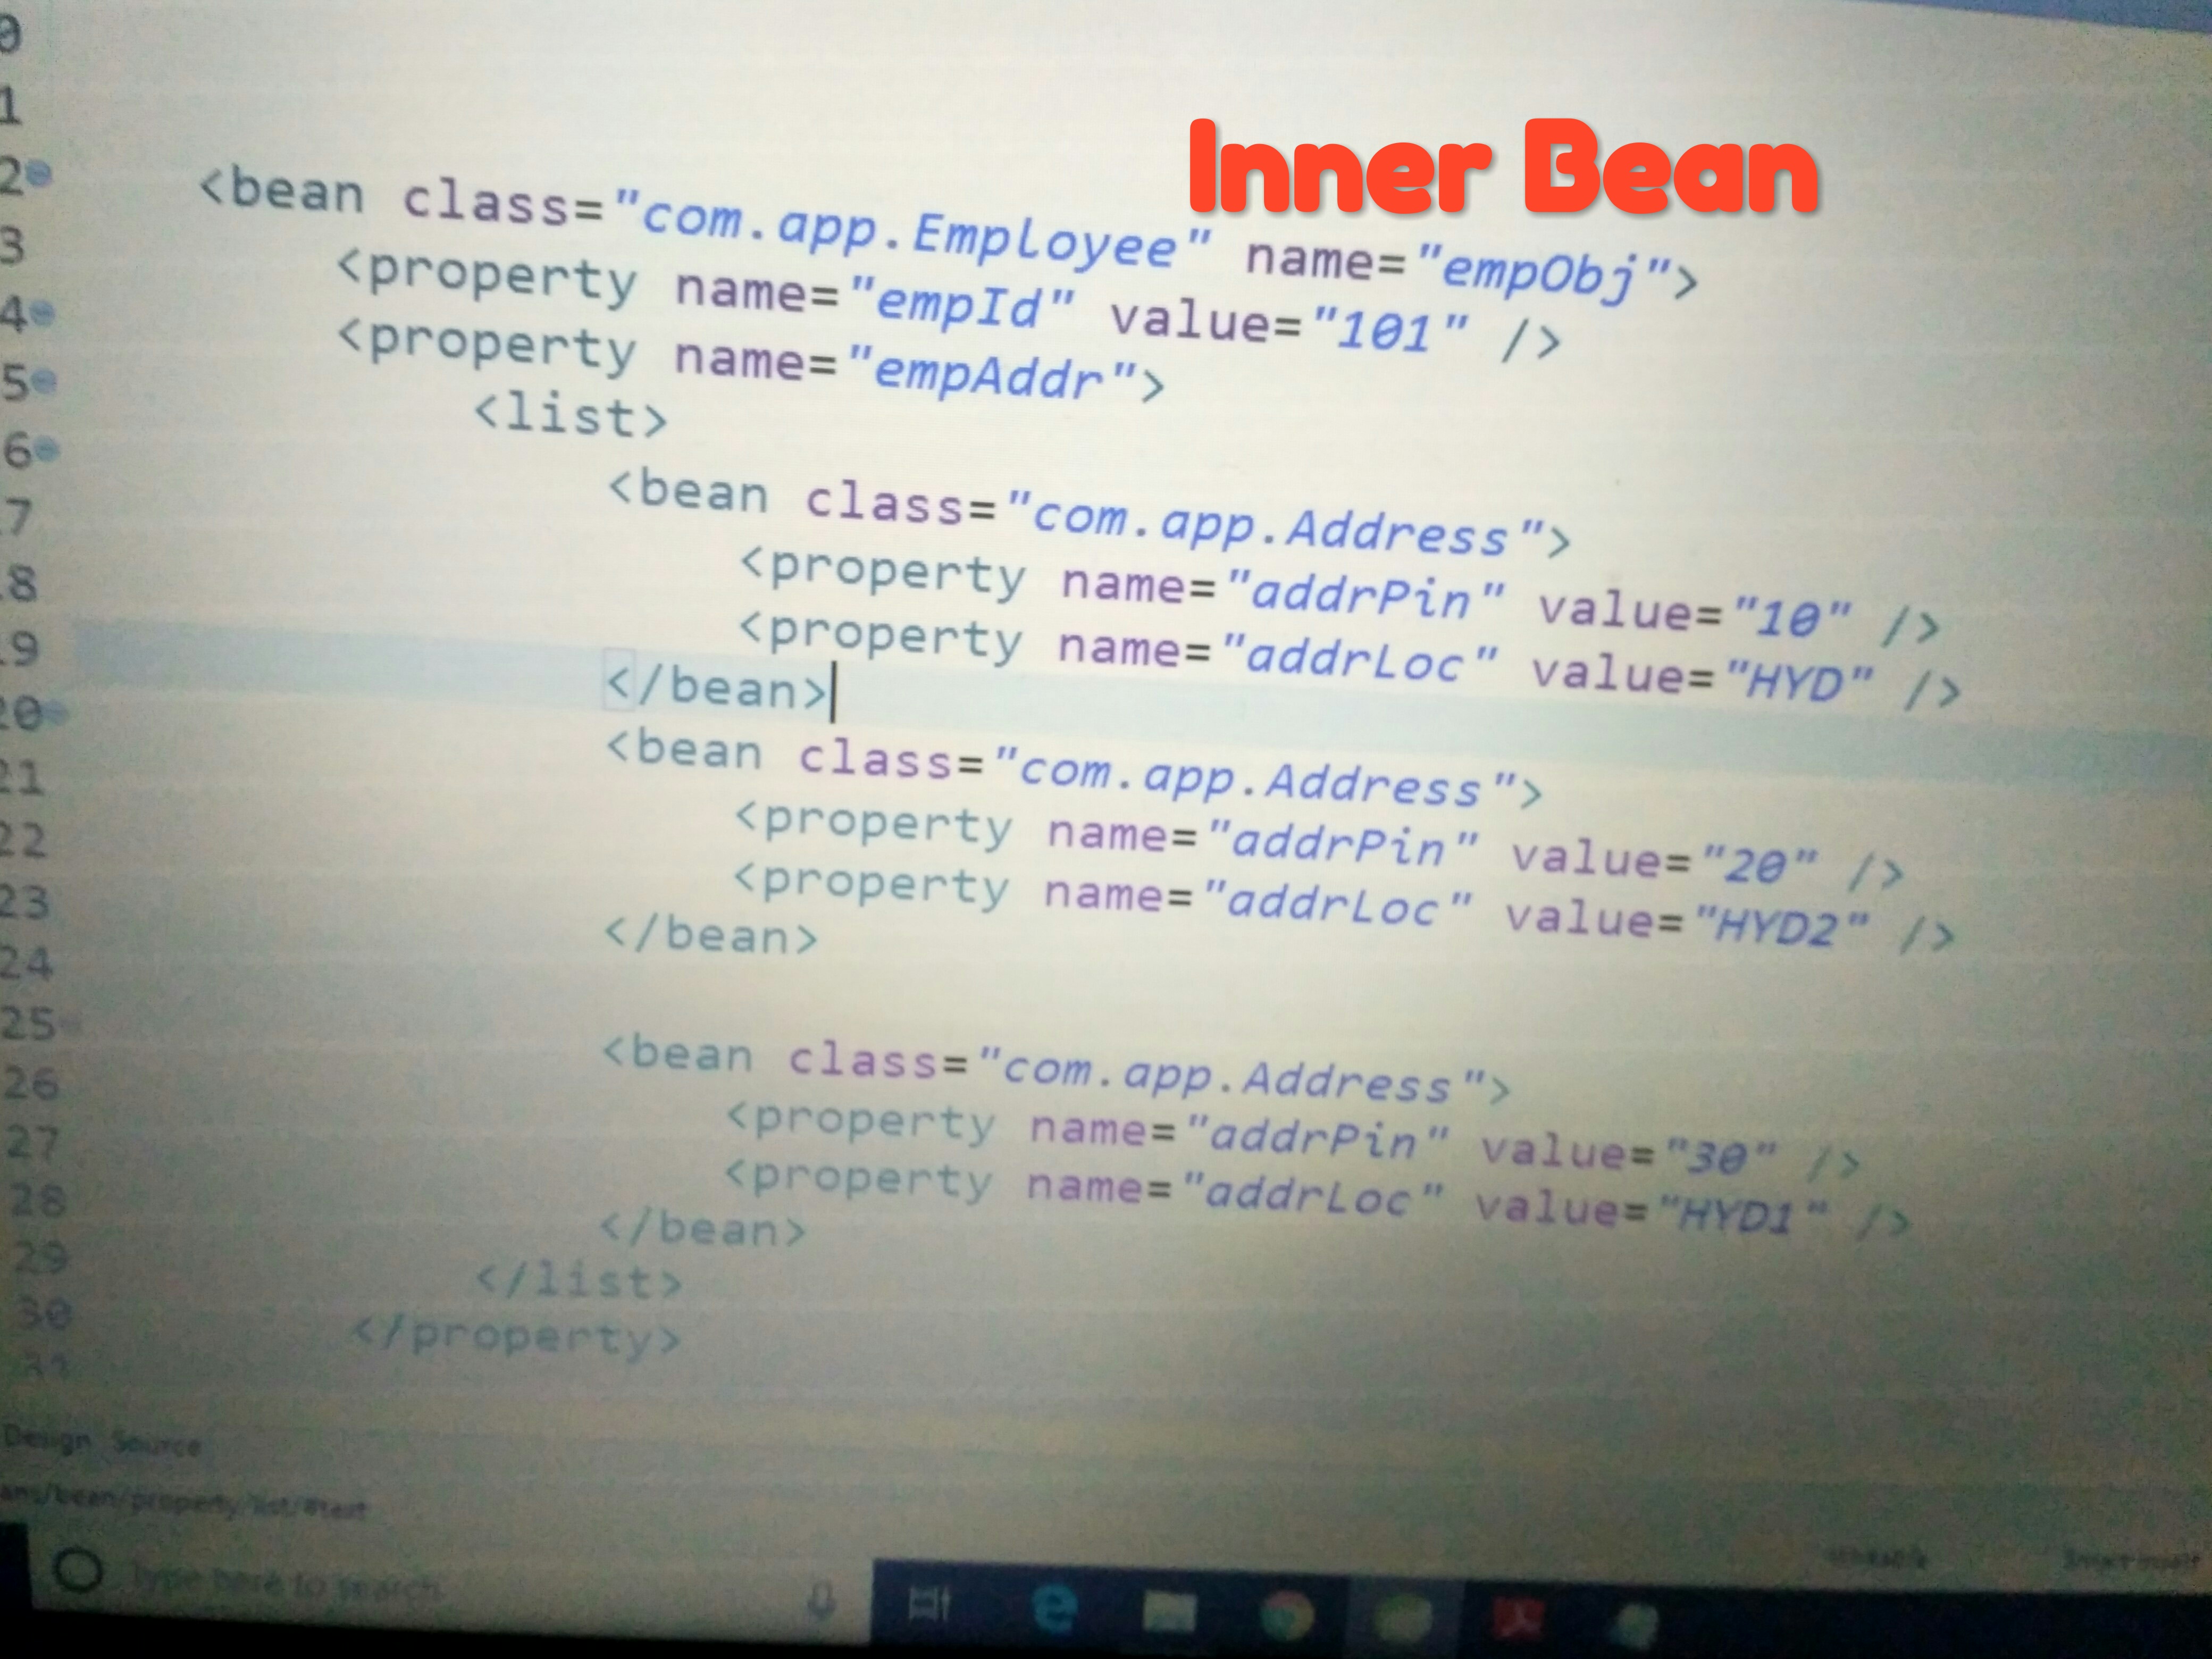 Inner Bean
0
1
2 <bean class="com.app.Employee" name="empObj">
3 <property name="empId" value="101" />
4 <property name="empAddr">
5 <list>
6 <bean class="com.app.Address">
7 <property name="addrPin" value="10" />
18 <property name="addrLoc" value="HYD" />
19 </bean>
20 <bean class="com.app.Address">
21 <property name="addrPin" value="20" />
22 <property name="addrLoc" value="HYD2" />
23 </bean>
24
25 <bean class="com.app.Address">
26 <property name="addrPin" value="30" />
27 <property name="addrLoc" value="HYD1" />
28 </bean>
29 </list>
30 </property>
31
Design Source
ans/bean/property/list/#text
Type here to search